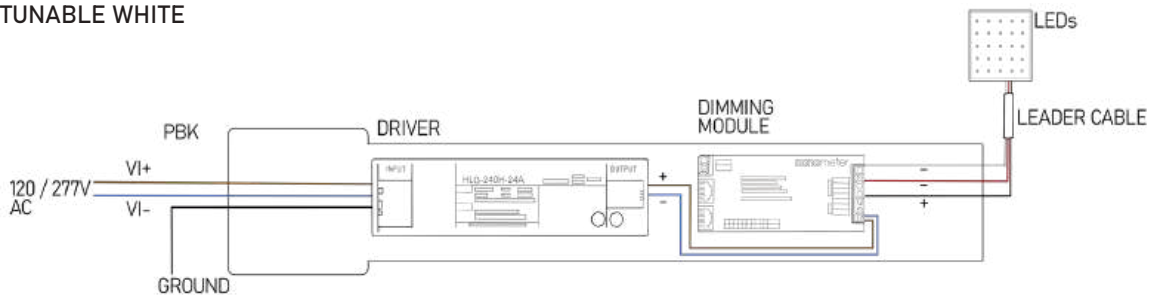 TUNABLE WHITE
LEDs
LEADER CABLE
DIMMING
MODULE
PBK
DRIVER
120 / 277V
AC
VI+
VI-
GROUND
INPUT
HLG-240H-24A
OUTPUT
+
-
-
-
+